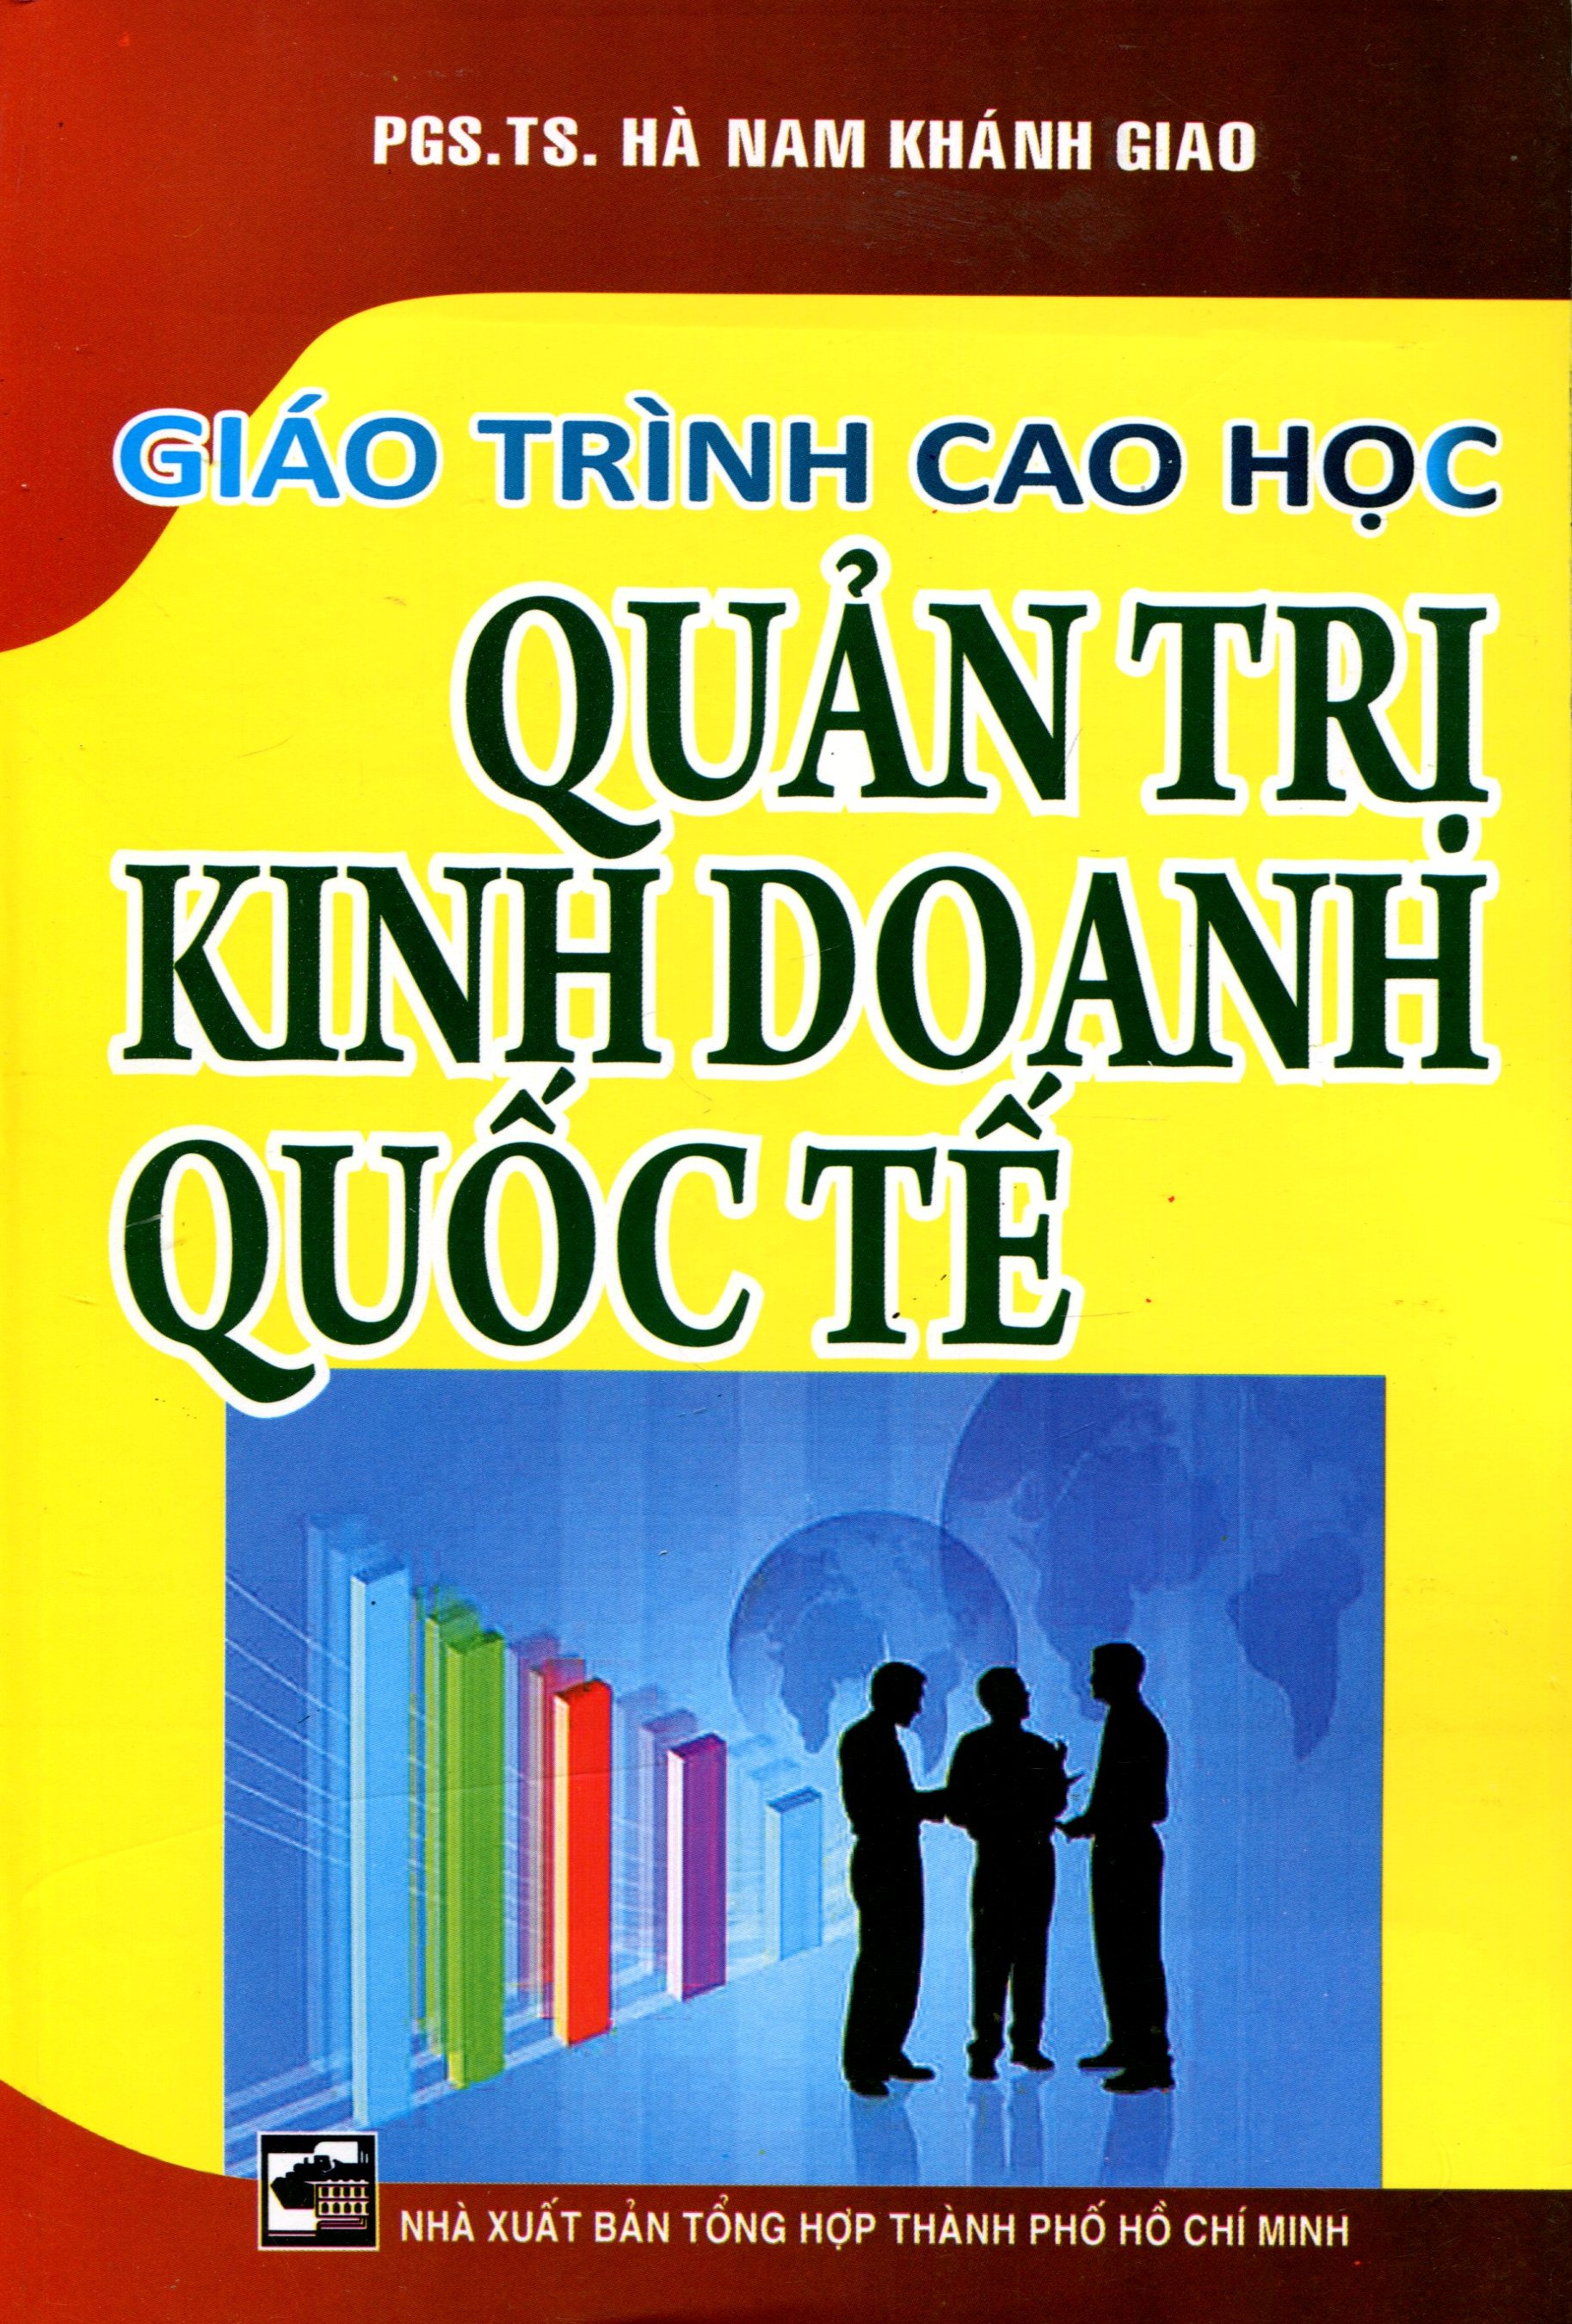 PGS.TS. HÀ NAM KHÁNH GIAO
GIÁO TRÌNH CAO HỌC
QUẢN TRỊ
KINH DOANH
QUỐC TẾ
NHÀ XUẤT BẢN TỔNG HỢP THÀNH PHỐ HỒ CHÍ MINH